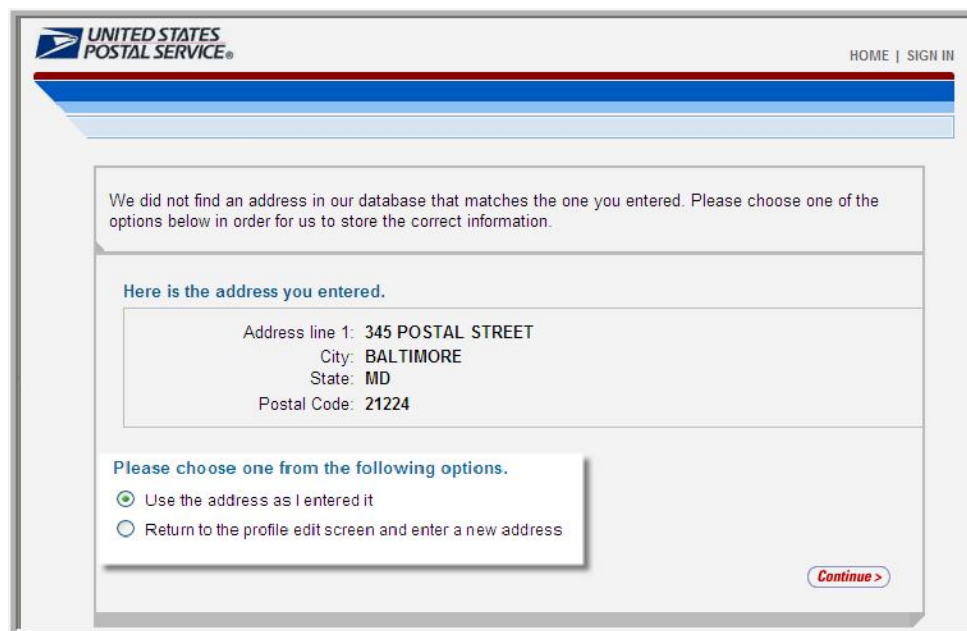 UNITED STATES
POSTAL SERVICE®
HOME | SIGN IN
We did not find an address in our database that matches the one you entered. Please choose one of the
options below in order for us to store the correct information.
Here is the address you entered.
Address line 1: 345 POSTAL STREET
City: BALTIMORE
State: MD
Postal Code: 21224
Please choose one from the following options.
Use the address as I entered it
Return to the profile edit screen and enter a new address
Continue >